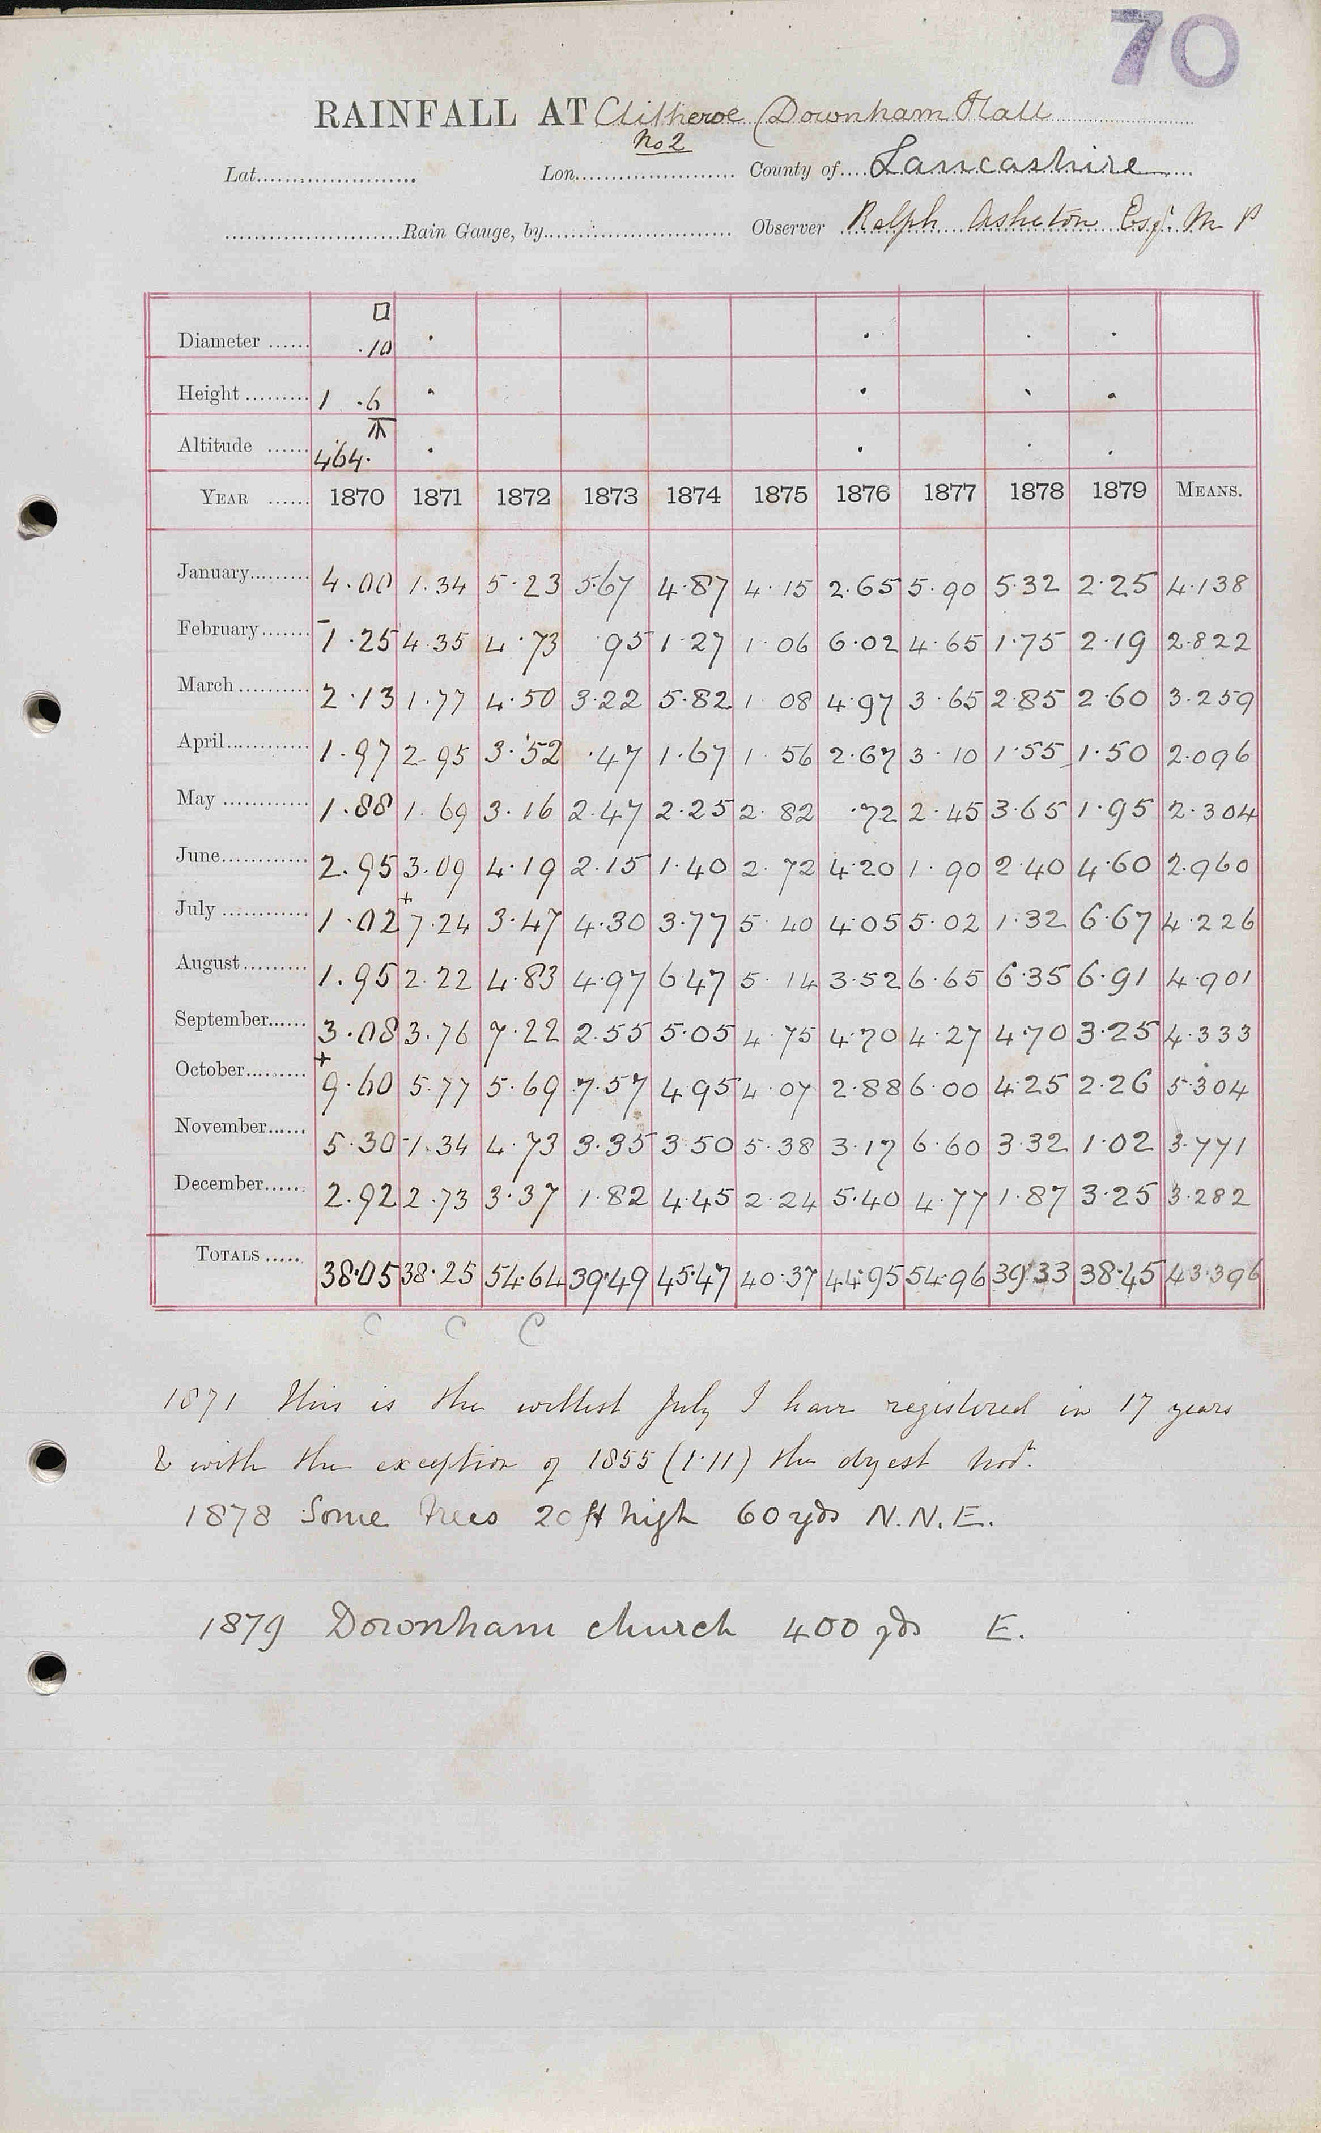 70
RAINFALL AT Clitheroe (Downham Hall
No 2
Lat. Lon. County of Lancashire
Rain Gauge, by Observer Ralph Assheton Esqr. M P
Diameter □ .10
Height 1 .6
Altitude 464.
YEAR 1870 1871 1872 1873 1874 1875 1876 1877 1878 1879 MEANS.
January 4.00 1.34 5.23 5.67 4.87 4.15 2.65 5.90 5.32 2.25 4.138
February 1.25 4.35 4.73 .95 1.27 1.06 6.02 4.65 1.75 2.19 2.822
March 2.13 1.77 4.50 3.22 5.82 1.08 4.97 3.65 2.85 2.60 3.259
April 1.97 2.95 3.52 .47 1.67 1.56 2.67 3.10 1.55 1.50 2.096
May 1.88 1.69 3.16 2.47 2.25 2.82 .72 2.45 3.65 1.95 2.304
June 2.95 3.09 4.19 2.15 1.40 2.72 4.20 1.90 2.40 4.60 2.960
July 1.02 +7.24 3.47 4.30 3.77 5.40 4.05 5.02 1.32 6.67 4.226
August 1.95 2.22 4.83 4.97 6.47 5.14 3.52 6.65 6.35 6.91 4.901
September 3.08 3.76 7.22 2.55 5.05 4.75 4.70 4.27 4.70 3.25 4.333
October +9.60 5.77 5.69 7.57 4.95 4.07 2.88 6.00 4.25 2.26 5.304
November 5.30 -1.34 4.73 3.35 3.50 5.38 3.17 6.60 3.32 1.02 3.771
December 2.92 2.73 3.37 1.82 4.45 2.24 5.40 4.77 1.87 3.25 3.282
TOTALS 38.05 38.25 54.64 39.49 45.47 40.37 44.95 54.96 39.33 38.45 43.396
C C C
1871 This is the wettest July I have registered in 17 years
& with the exception of 1855 (1.11) the dryest Novr.
1878 Some Trees 20 ft high 60 yds N.N.E.
1879 Downham church 400 yds E.